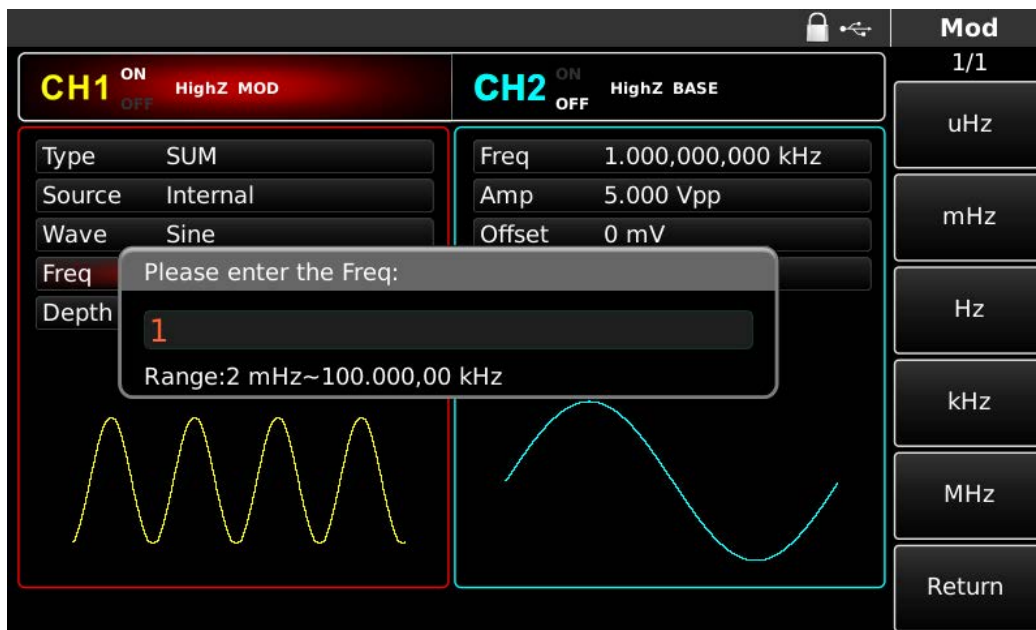 Mod
1/1
CH1 ON OFF HighZ MOD
CH2 ON OFF HighZ BASE
Type SUM
Source Internal
Wave Sine
Freq
Depth
Freq 1.000,000,000 kHz
Amp 5.000 Vpp
Offset 0 mV
Please enter the Freq:
1
Range:2 mHz~100.000,00 kHz
uHz
mHz
Hz
kHz
MHz
Return